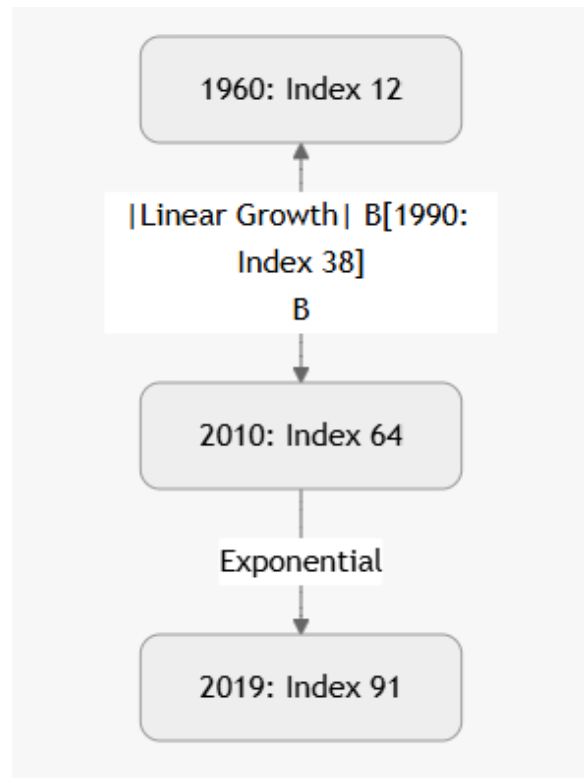 1960: Index 12
|Linear Growth| B[1990:
Index 38]
B
2010: Index 64
Exponential
2019: Index 91